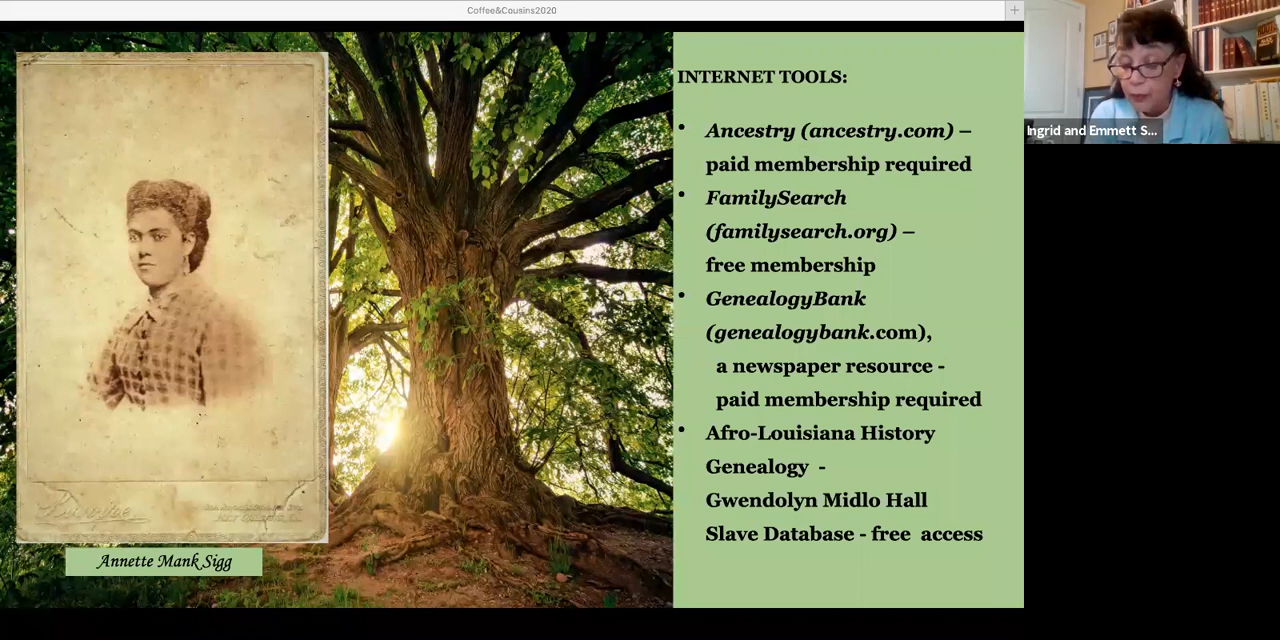 Coffee&Cousins2020
INTERNET TOOLS:
• Ancestry (ancestry.com) –
paid membership required
• FamilySearch
(familysearch.org) –
free membership
• GenealogyBank
(genealogybank.com),
a newspaper resource -
paid membership required
• Afro-Louisiana History
Genealogy -
Gwendolyn Midlo Hall
Slave Database - free access
Annette Mank Sigg
Ingrid and Emmett S...